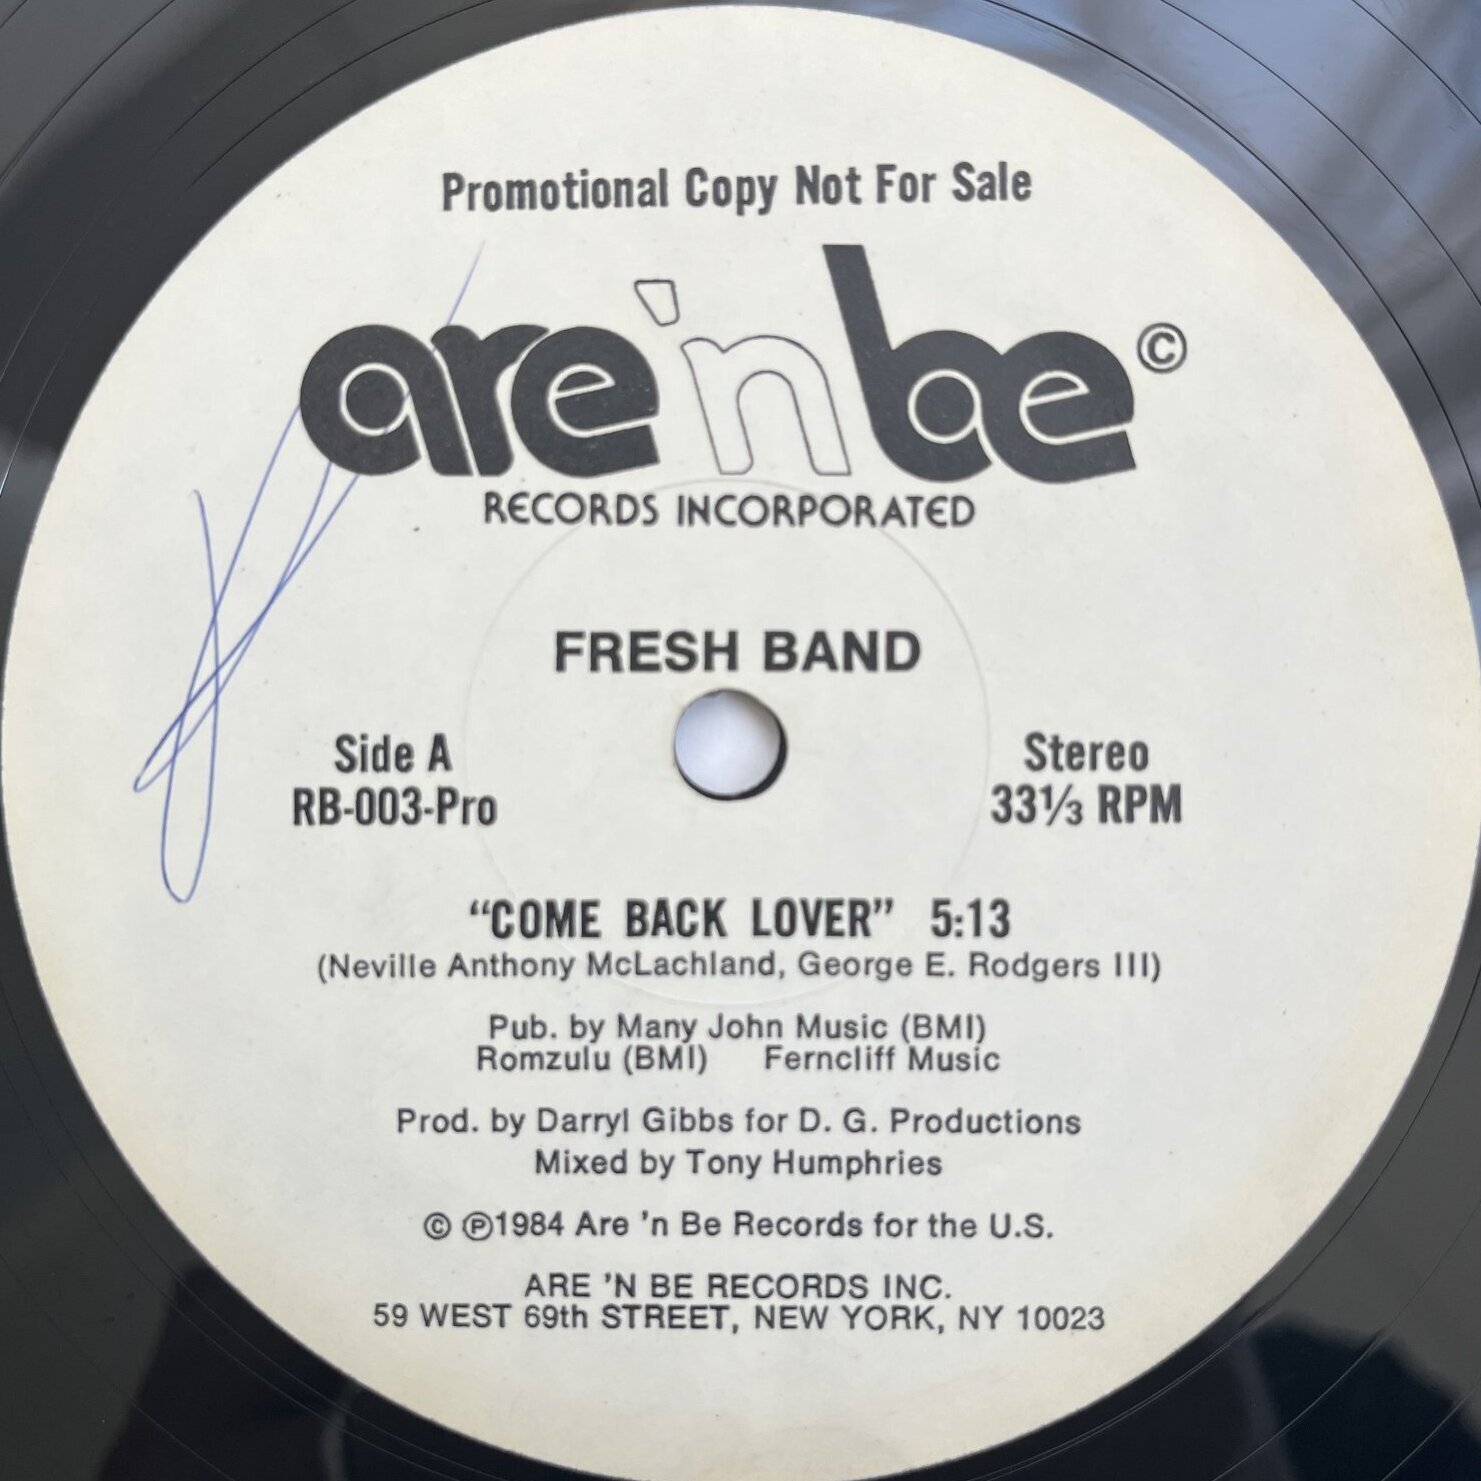 Promotional Copy Not For Sale
are 'n be ©
RECORDS INCORPORATED
FRESH BAND
Side A
RB-003-Pro
Stereo
33⅓ RPM
“COME BACK LOVER” 5:13
(Neville Anthony McLachland, George E. Rodgers III)
Pub. by Many John Music (BMI)
Romzulu (BMI) Ferncliff Music
Prod. by Darryl Gibbs for D. G. Productions
Mixed by Tony Humphries
© ℗1984 Are 'n Be Records for the U.S.
ARE 'N BE RECORDS INC.
59 WEST 69th STREET, NEW YORK, NY 10023